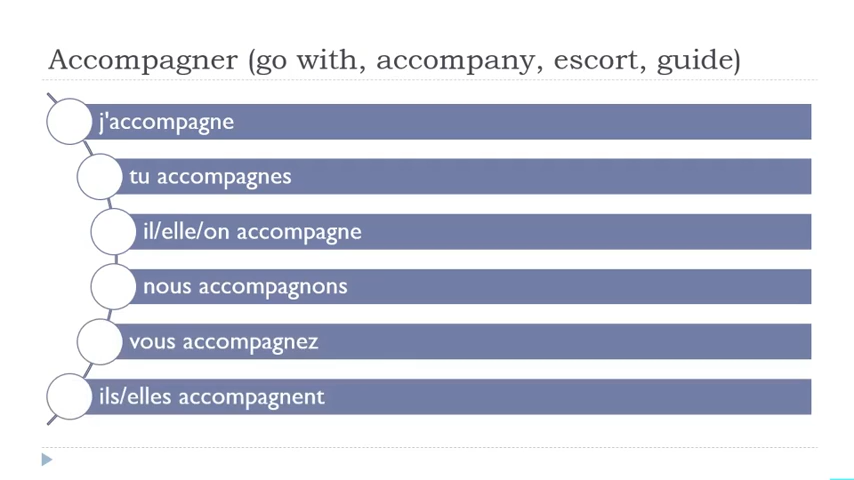 Accompagner (go with, accompany, escort, guide)
j'accompagne
tu accompagnes
il/elle/on accompagne
nous accompagnons
vous accompagnez
ils/elles accompagnent